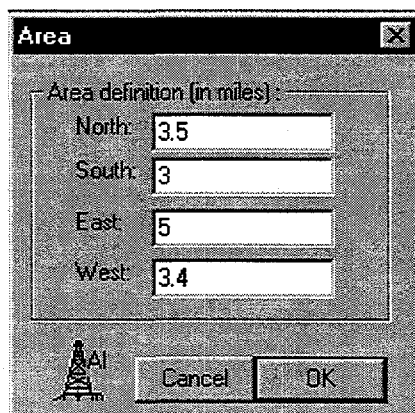 Area
Area definition (in miles) :
North: 3.5
South: 3
East: 5
West: 3.4
AI
Cancel OK